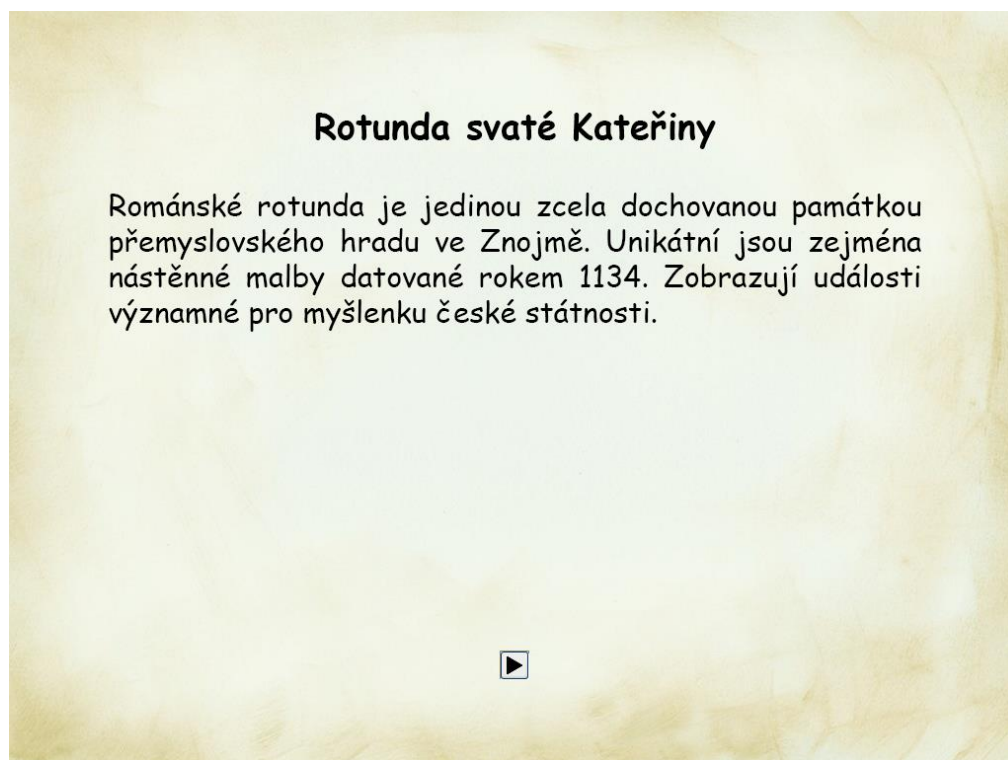 Rotunda svaté Kateřiny
Románské rotunda je jedinou zcela dochovanou památkou
přemyslovského hradu ve Znojmě. Unikátní jsou zejména
nástěnné malby datované rokem 1134. Zobrazují události
významné pro myšlenku české státnosti.